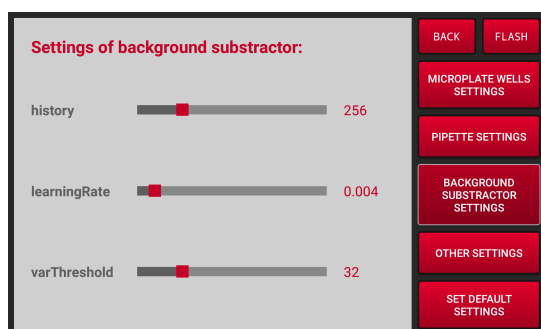 Settings of background substractor:
history
256
learningRate
0.004
varThreshold
32
BACK
FLASH
MICROPLATE WELLS
SETTINGS
PIPETTE SETTINGS
BACKGROUND
SUBSTRACTOR
SETTINGS
OTHER SETTINGS
SET DEFAULT
SETTINGS